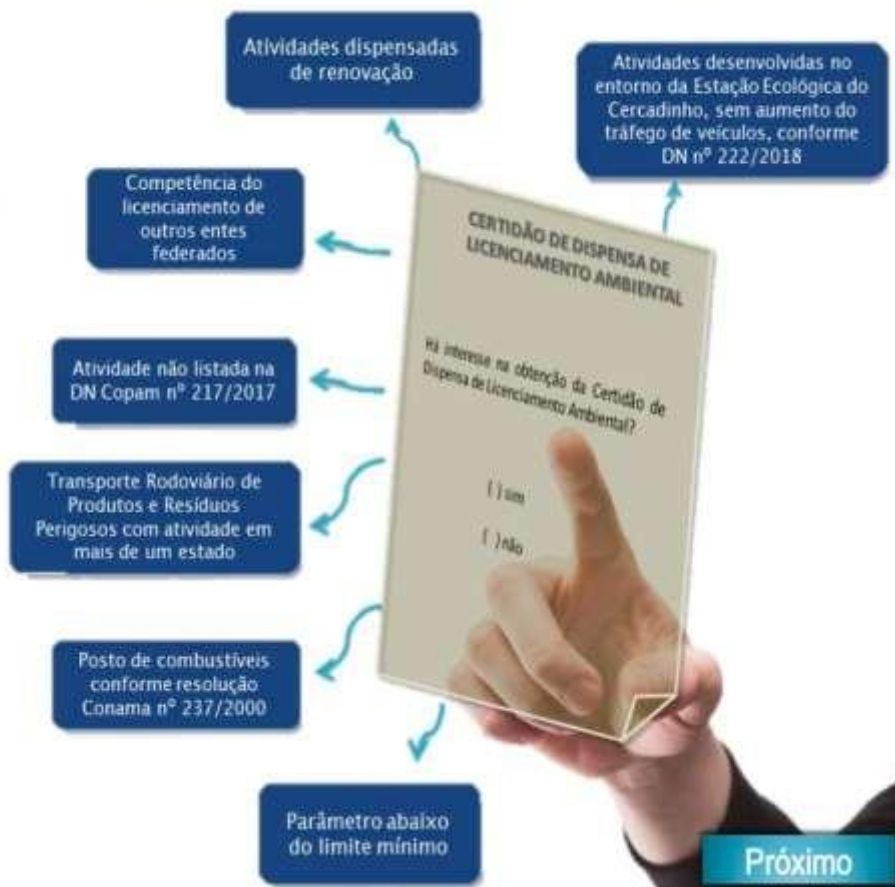 Atividades dispensadas
de renovação
Atividades desenvolvidas no
entorno da Estação Ecológica do
Cercadinho, sem aumento do
tráfego de veículos, conforme
DN nº 222/2018
Competência do
licenciamento de
outros entes
federados
CERTIDÃO DE DISPENSA DE
LICENCIAMENTO AMBIENTAL
Há interesse na obtenção da Certidão de
Dispensa de Licenciamento Ambiental?
( ) sim
( ) não
Atividade não listada na
DN Copam nº 217/2017
Transporte Rodoviário de
Produtos e Resíduos
Perigosos com atividade em
mais de um estado
Posto de combustíveis
conforme resolução
Conama nº 237/2000
Parâmetro abaixo
do limite mínimo
Próximo